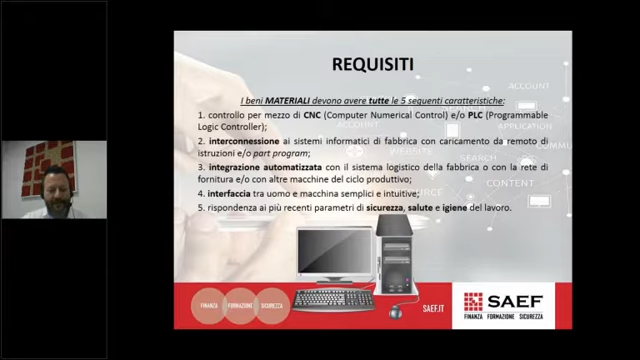 REQUISITI
I beni MATERIALI devono avere tutte le 5 seguenti caratteristiche:
1. controllo per mezzo di CNC (Computer Numerical Control) e/o PLC (Programmable
Logic Controller);
2. interconnessione ai sistemi informatici di fabbrica con caricamento da remoto di
istruzioni e/o part program;
3. integrazione automatizzata con il sistema logistico della fabbrica o con la rete di
fornitura e/o con altre macchine del ciclo produttivo;
4. interfaccia tra uomo e macchina semplici e intuitive;
5. rispondenza ai più recenti parametri di sicurezza, salute e igiene del lavoro.
ACCOUNT
ACCOUNT
APPLICATION
WEBSITE
SEARCH
CONTENT
FINANZA
FORMAZIONE
SICUREZZA
SAEF.IT
SAEF
FINANZA FORMAZIONE SICUREZZA